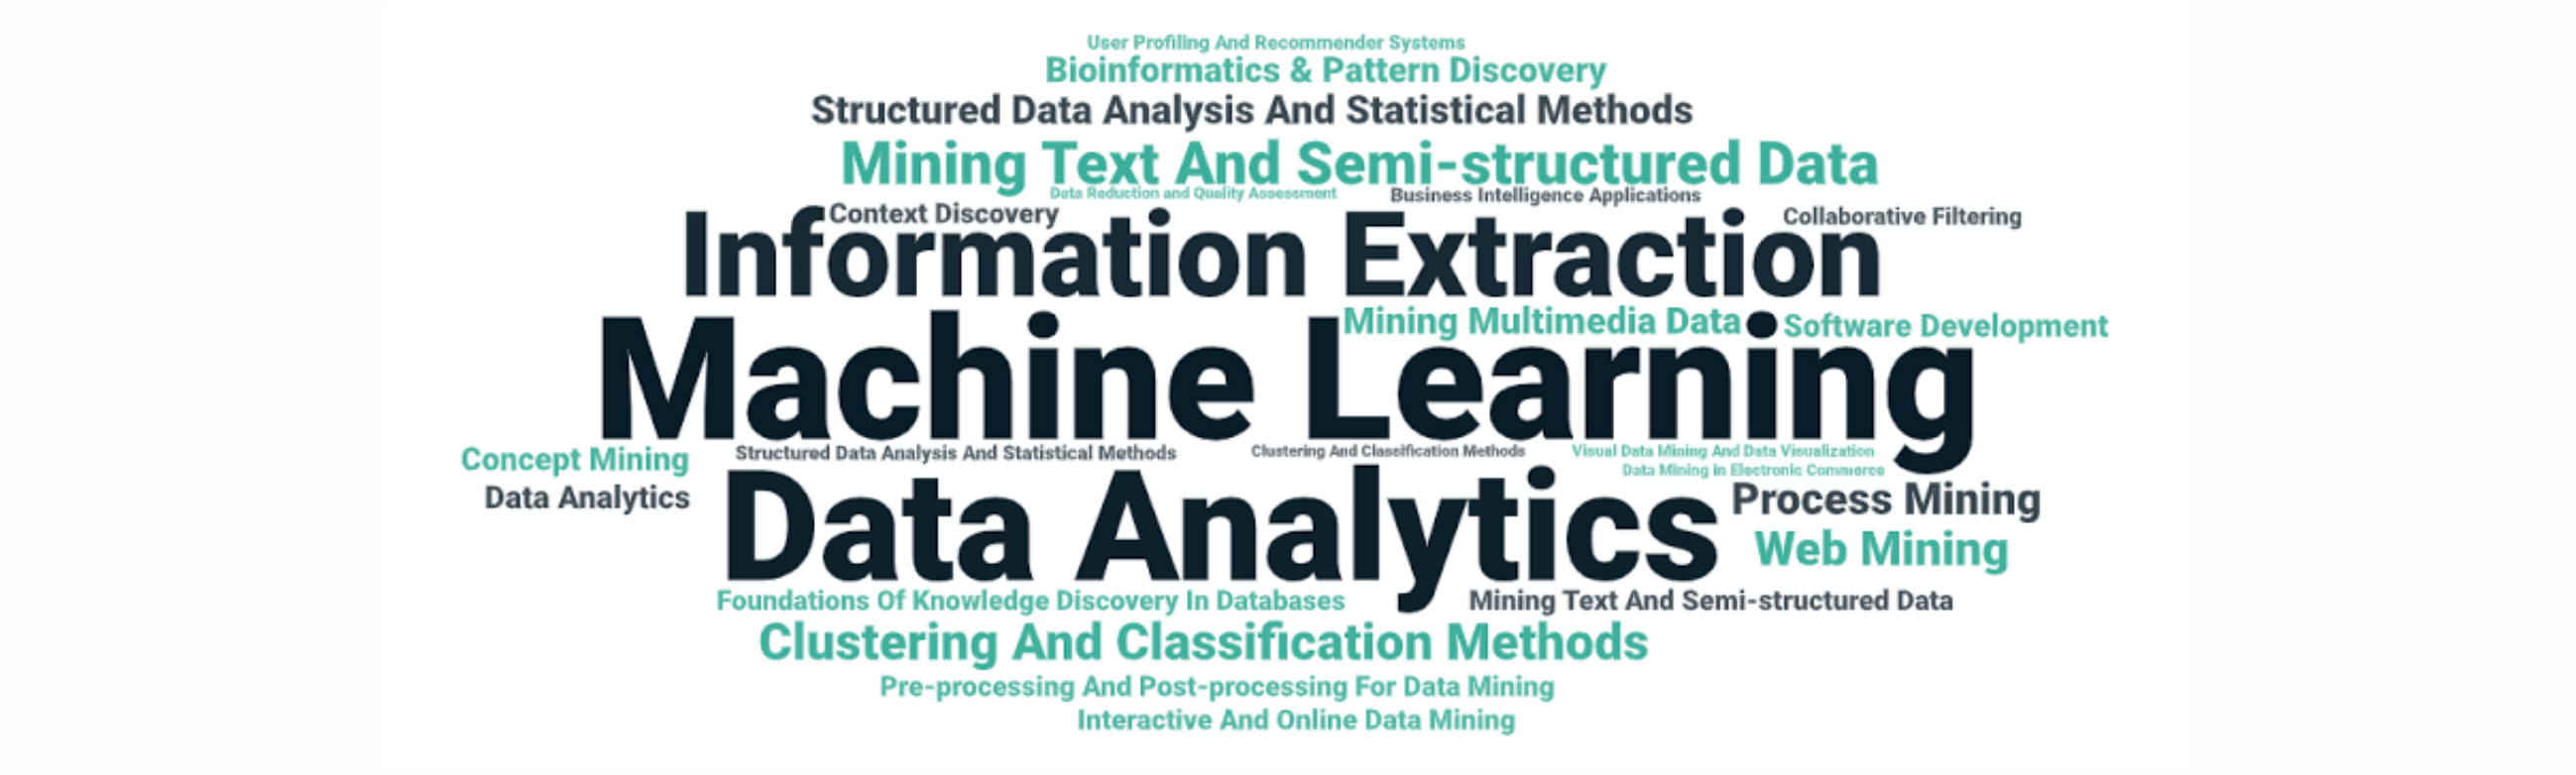 User Profiling And Recommender Systems
Bioinformatics & Pattern Discovery
Structured Data Analysis And Statistical Methods
Mining Text And Semi-structured Data
Data Reduction and Quality Assessment
Business Intelligence Applications
Context Discovery
Collaborative Filtering
Information Extraction
Mining Multimedia Data
Software Development
Machine Learning
Concept Mining
Structured Data Analysis And Statistical Methods
Clustering And Classification Methods
Visual Data Mining And Data Visualization
Data Mining in Electronic Commerce
Data Analytics
Data Analytics
Process Mining
Web Mining
Foundations Of Knowledge Discovery In Databases
Mining Text And Semi-structured Data
Clustering And Classification Methods
Pre-processing And Post-processing For Data Mining
Interactive And Online Data Mining